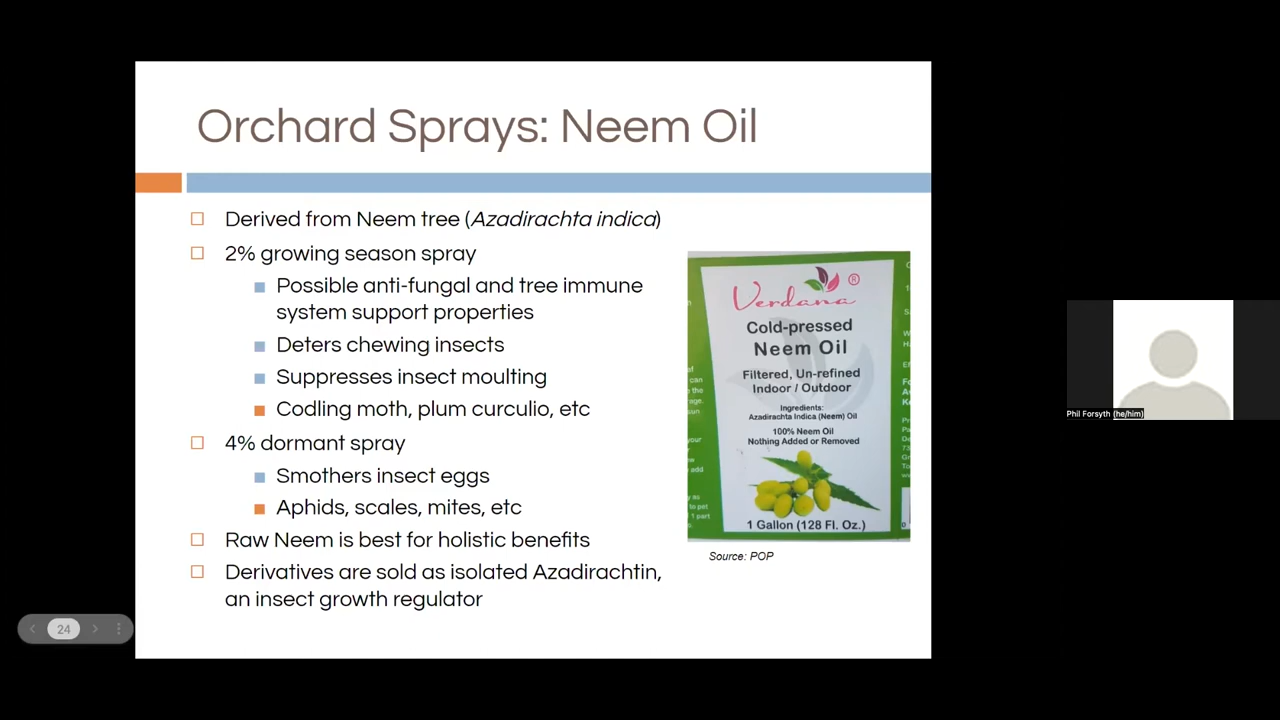 Orchard Sprays: Neem Oil
Derived from Neem tree (Azadirachta indica)
2% growing season spray
Possible anti-fungal and tree immune
system support properties
Deters chewing insects
Suppresses insect moulting
Codling moth, plum curculio, etc
4% dormant spray
Smothers insect eggs
Aphids, scales, mites, etc
Raw Neem is best for holistic benefits
Derivatives are sold as isolated Azadirachtin,
an insect growth regulator
Verdana ®
Cold-pressed
Neem Oil
Filtered, Un-refined
Indoor / Outdoor
Ingredients:
Azadirachta Indica (Neem) Oil
100% Neem Oil
Nothing Added or Removed
1 Gallon (128 Fl. Oz.)
Source: POP
24
Phil Forsyth (he/him)